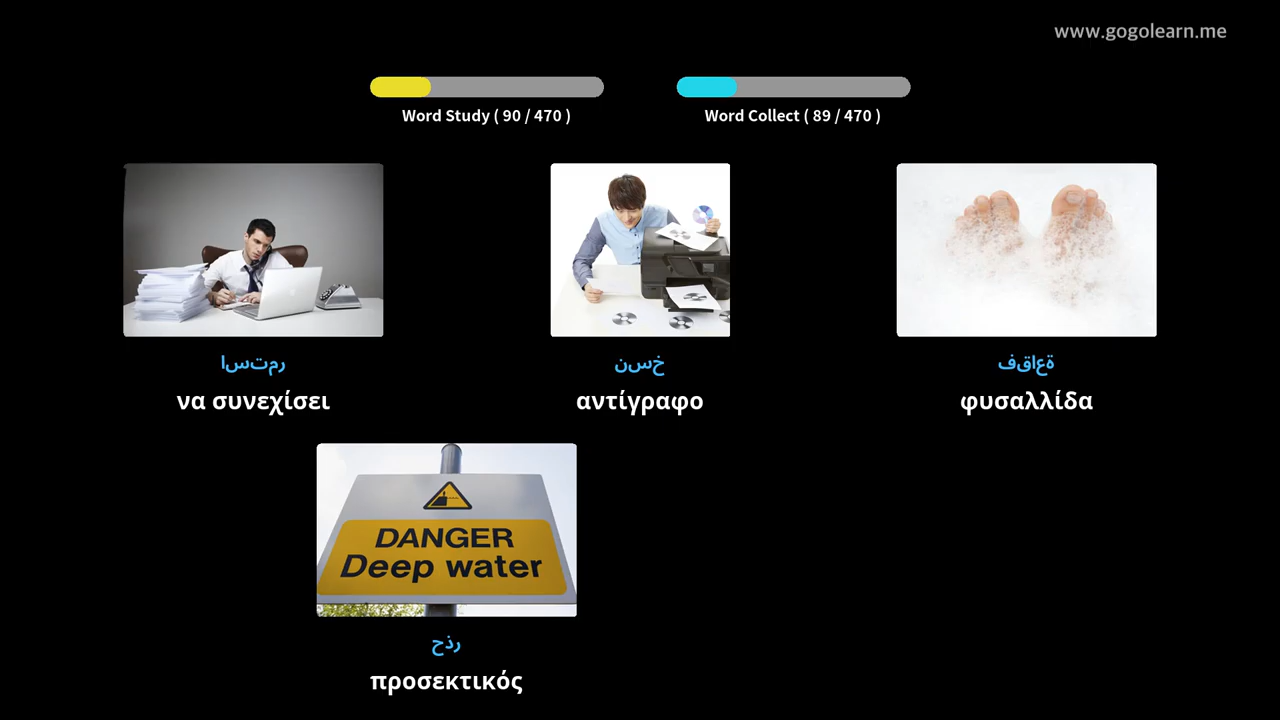 www.gogolearn.me
Word Study ( 90 / 470 )
Word Collect ( 89 / 470 )
استمر
نسخ
فقاعة
να συνεχίσει
αντίγραφο
φυσαλλίδα
DANGER
Deep water
حذر
προσεκτικός